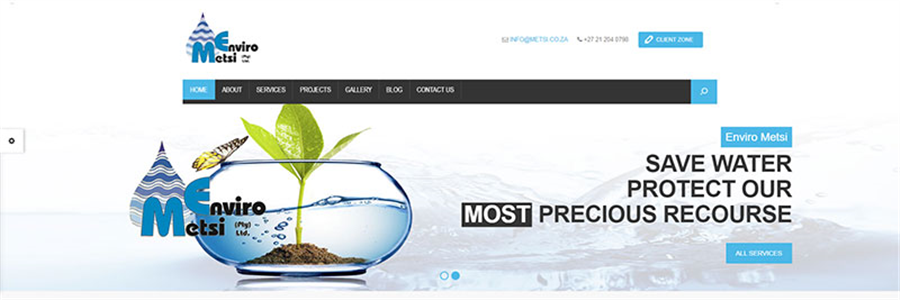 Enviro
Metsi (Pty) Ltd.
INFO@METSI.CO.ZA
+27 21 204 0790
CLIENT ZONE
HOME ABOUT SERVICES PROJECTS GALLERY BLOG CONTACT US
Enviro
Metsi (Pty) Ltd.
Enviro Metsi
SAVE WATER
PROTECT OUR
MOST PRECIOUS RECOURSE
ALL SERVICES